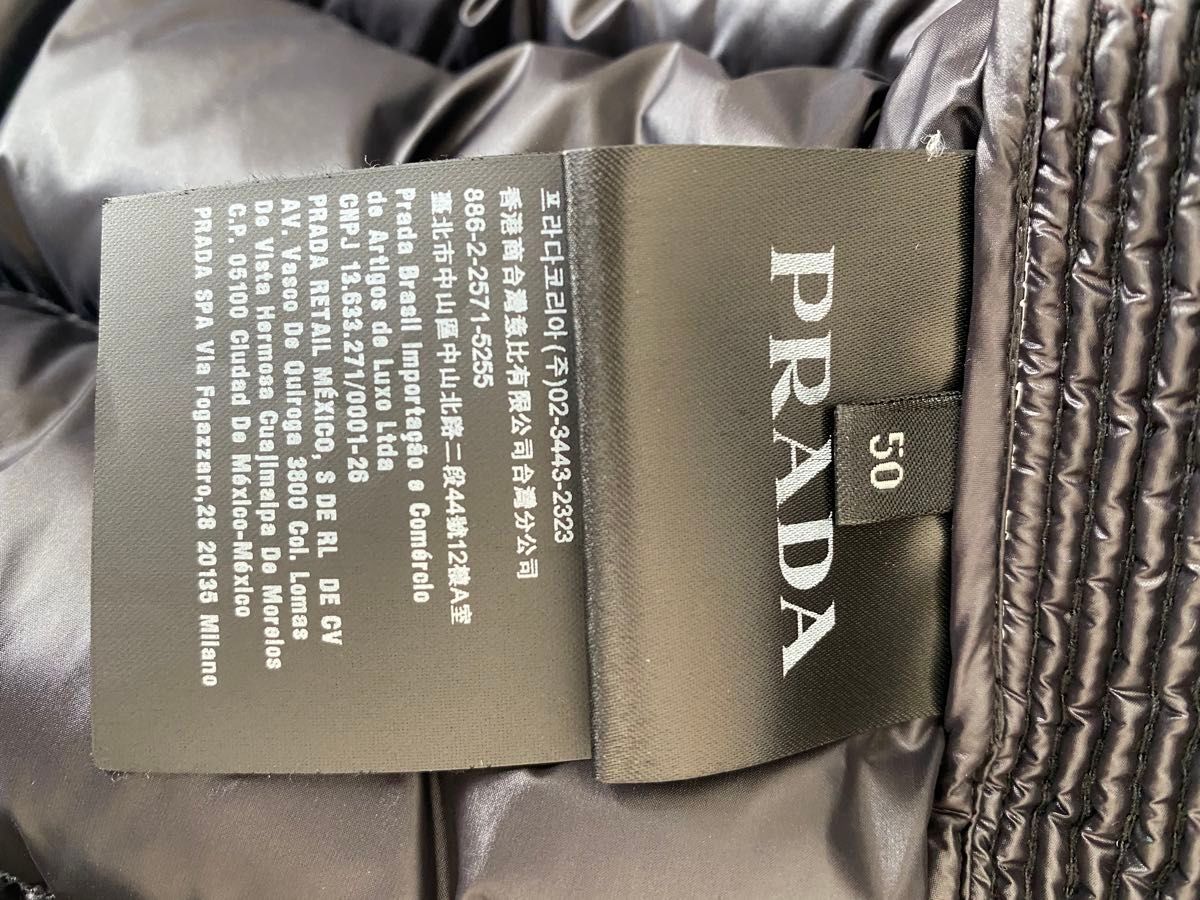 50
PRADA
프라다코리아(주)02-3443-2323
香港商台灣壹比有限公司台灣分公司
886-2-2571-5255
臺北市中山區中山北路二段44號12樓A室
Prada Brasil Importação e Comércio
de Artigos de Luxo Ltda
CNPJ 13.633.271/0001-26
PRADA RETAIL MÉXICO, S DE RL DE CV
AV. Vasco De Quiroga 3800 Col. Lomas
De Vista Hermosa Cuajimalpa De Morelos
C.P. 05100 Ciudad De México-México
PRADA SPA Via Fogazzaro,28 20135 Milano